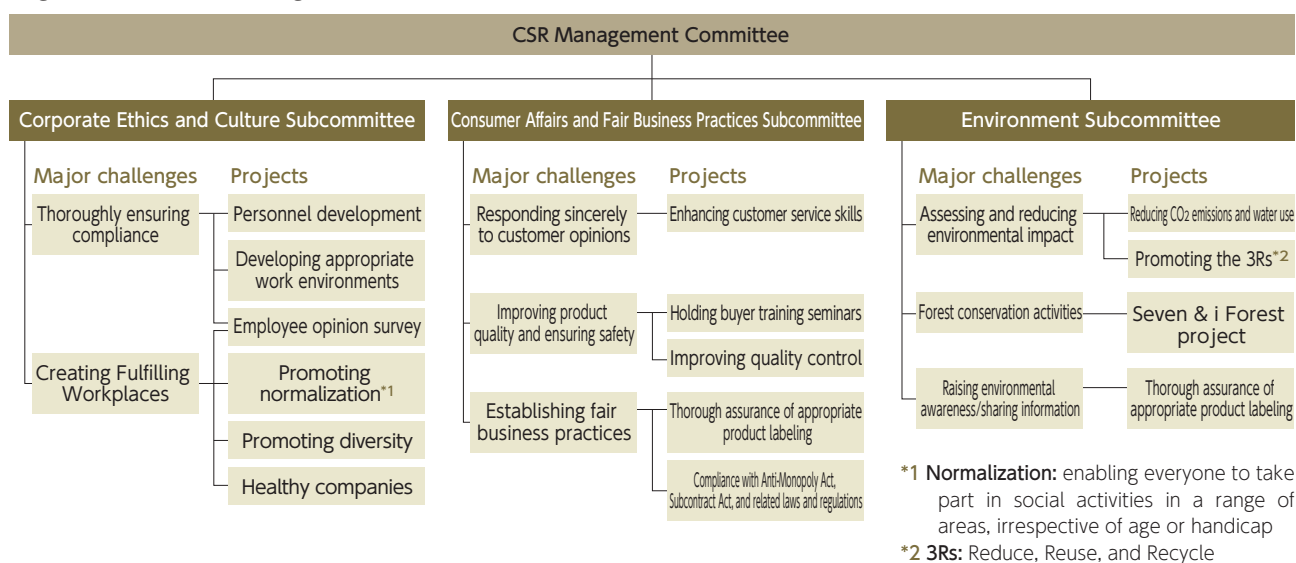 CSR Management Committee
Corporate Ethics and Culture Subcommittee
Major challenges
Projects
Thoroughly ensuring
compliance
Personnel development
Developing appropriate
work environments
Employee opinion survey
Creating Fulfilling
Workplaces
Promoting
normalization*1
Promoting diversity
Healthy companies
Consumer Affairs and Fair Business Practices Subcommittee
Major challenges
Projects
Responding sincerely
to customer opinions
Enhancing customer service skills
Improving product
quality and ensuring safety
Holding buyer training seminars
Improving quality control
Establishing fair
business practices
Thorough assurance of appropriate
product labeling
Compliance with Anti-Monopoly Act,
Subcontract Act, and related laws and regulations
Environment Subcommittee
Major challenges
Projects
Assessing and reducing
environmental impact
Reducing CO2 emissions and water use
Promoting the 3Rs*2
Forest conservation activities
Seven & i Forest
project
Raising environmental
awareness/sharing information
Thorough assurance of
appropriate product labeling
*1 Normalization: enabling everyone to take
part in social activities in a range of
areas, irrespective of age or handicap
*2 3Rs: Reduce, Reuse, and Recycle